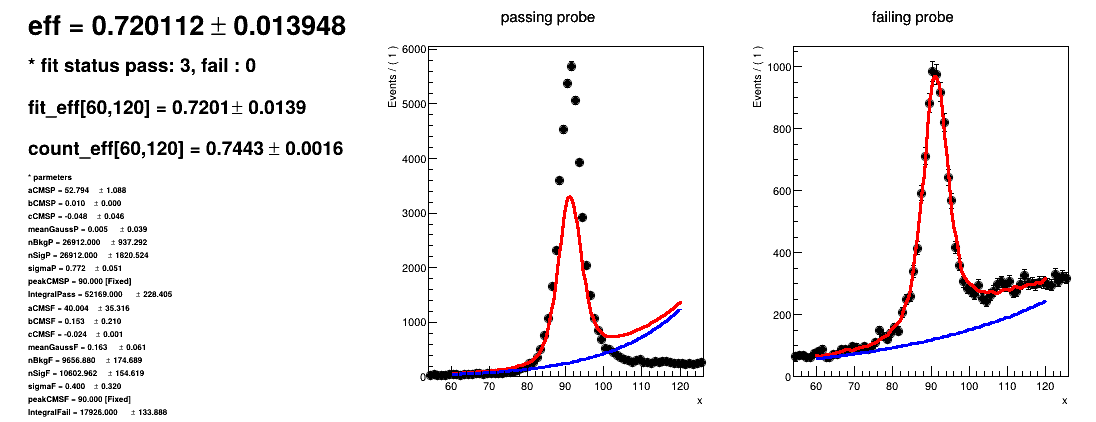 eff = 0.720112 ± 0.013948
* fit status pass: 3, fail : 0
fit_eff[60,120] = 0.7201± 0.0139
count_eff[60,120] = 0.7443 ± 0.0016
* parmeters
aCMSP = 52.794 ± 1.088
bCMSP = 0.010 ± 0.000
cCMSP = -0.048 ± 0.046
meanGaussP = 0.005 ± 0.039
nBkgP = 26912.000 ± 937.292
nSigP = 26912.000 ± 1820.524
sigmaP = 0.772 ± 0.051
peakCMSP = 90.000 [Fixed]
IntegralPass = 52169.000 ± 228.405
aCMSF = 40.004 ± 35.316
bCMSF = 0.153 ± 0.210
cCMSF = -0.024 ± 0.001
meanGaussF = 0.163 ± 0.061
nBkgF = 9656.880 ± 174.689
nSigF = 10602.962 ± 154.619
sigmaF = 0.400 ± 0.320
peakCMSF = 90.000 [Fixed]
IntegralFail = 17926.000 ± 133.888
passing probe
Events / ( 1 )
6000
5000
4000
3000
2000
1000
0
60 70 80 90 100 110 120
x
failing probe
Events / ( 1 )
1000
800
600
400
200
0
60 70 80 90 100 110 120
x